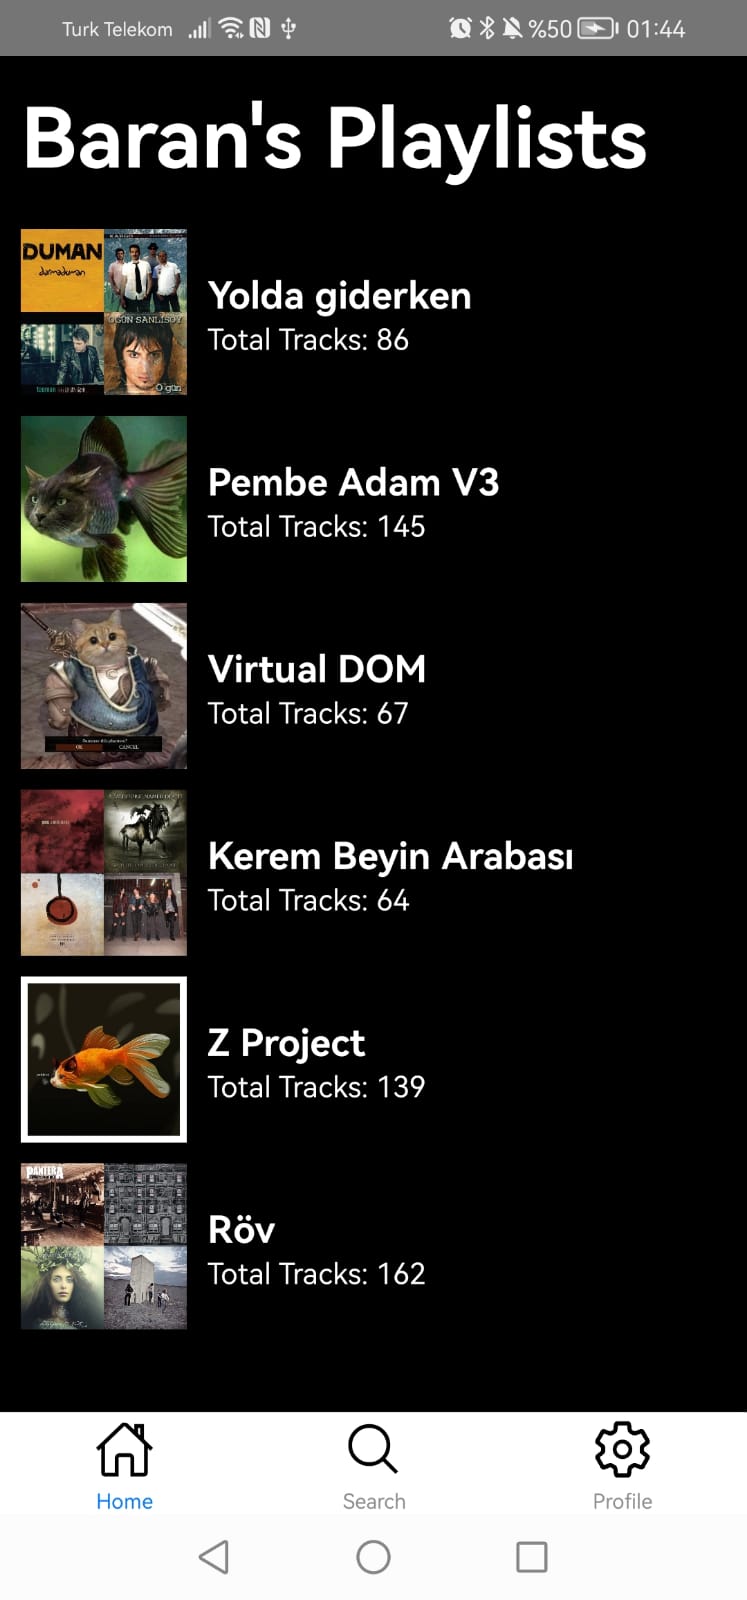 Turk Telekom %50 01:44
Baran's Playlists
DUMAN
darmaduman
KARGO
OGÜN SANLISOY
O gün
Yolda giderken
Total Tracks: 86
Pembe Adam V3
Total Tracks: 145
OK CANCEL
Virtual DOM
Total Tracks: 67
Kerem Beyin Arabası
Total Tracks: 64
Z Project
Total Tracks: 139
PANTERA
Röv
Total Tracks: 162
Home Search Profile